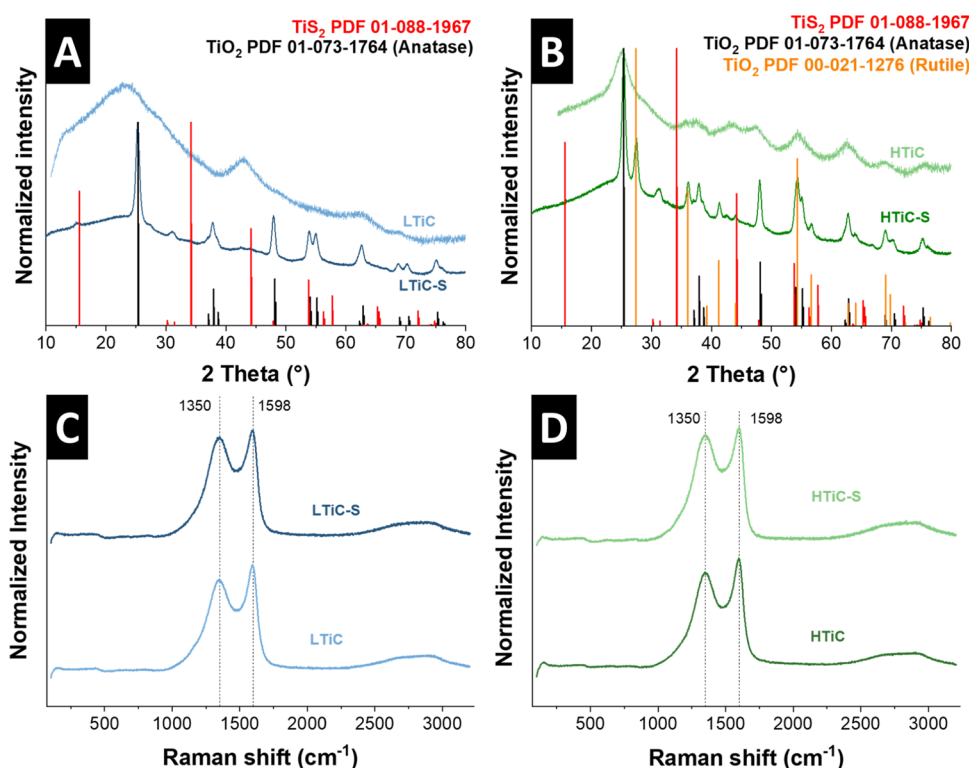 A
TiS₂ PDF 01-088-1967
TiO₂ PDF 01-073-1764 (Anatase)
LTiC
LTiC-S
Normalized intensity
10 20 30 40 50 60 70 80
2 Theta (°)
B
TiS₂ PDF 01-088-1967
TiO₂ PDF 01-073-1764 (Anatase)
TiO₂ PDF 00-021-1276 (Rutile)
HTiC
HTiC-S
Normalized intensity
10 20 30 40 50 60 70 80
2 Theta (°)
C
1350 1598
LTiC-S
LTiC
Normalized Intensity
500 1000 1500 2000 2500 3000
Raman shift (cm⁻¹)
D
1350 1598
HTiC-S
HTiC
Normalized Intensity
500 1000 1500 2000 2500 3000
Raman shift (cm⁻¹)